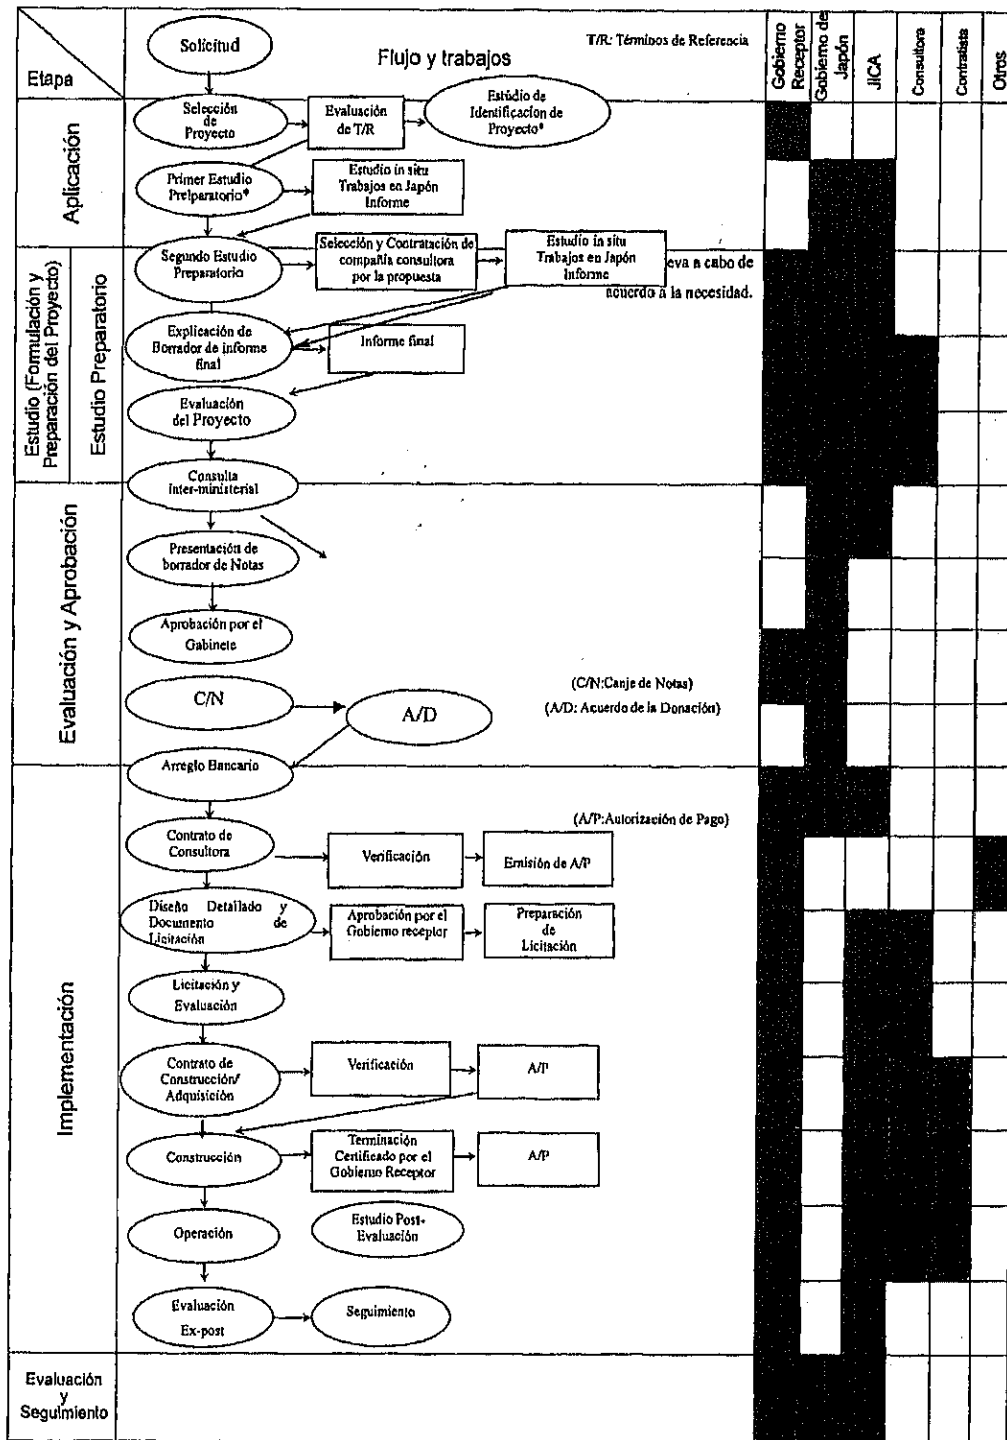 Etapa
Solicitud
Flujo y trabajos
T/R: Términos de Referencia
Gobierno
Receptor
Gobierno de
Japón
JICA
Consultora
Contratista
Otros
Aplicación
Selección
de
Proyecto
Evaluación
de T/R
Estúdio de
Identificacion de
Proyecto*
Primer Estudio
Prelparatorio*
Estudio in situ
Trabajos en Japón
Informe
Estudio (Formulación y
Preparación del Proyecto)
Estudio Preparatorio
Segundo Estudio
Preparatorio
Selección y Contratación de
compañía consultora
por la propuesta
Estudio in situ
Trabajos en Japón
Informe
eva a cabo de
acuerdo a la necesidad.
Explicación de
Borrador de informe
final
Informe final
Evaluación
del Proyecto
Consulta
Inter-ministerial
Evaluación y Aprobación
Presentación de
borrador de Notas
Aprobación por el
Gabinete
C/N
A/D
(C/N:Canje de Notas)
(A/D: Acuerdo de la Donación)
Arreglo Bancario
Implementación
(A/P:Autorización de Pago)
Contrato de
Consultora
Verificación
Emisión de A/P
Diseño Detallado y
Documento de
Licitación
Aprobación por el
Gobierno receptor
Preparación
de
Licitación
Licitación y
Evaluación
Contrato de
Construcción/
Adquisición
Verificación
A/P
Construcción
Terminación
Certificado por el
Gobierno Receptor
A/P
Operación
Estudio Post-
Evaluación
Evaluación
Ex-post
Seguimiento
Evaluación
y
Seguimiento